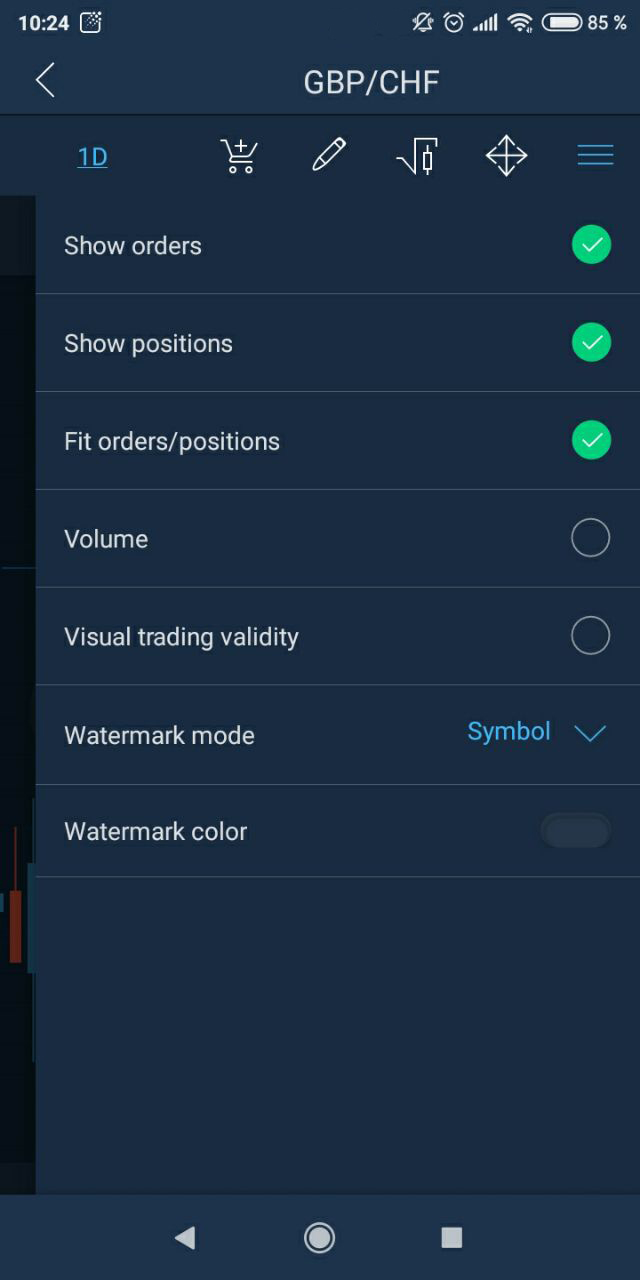 10:24 85 %
GBP/CHF
1D
Show orders
Show positions
Fit orders/positions
Volume
Visual trading validity
Watermark mode Symbol
Watermark color